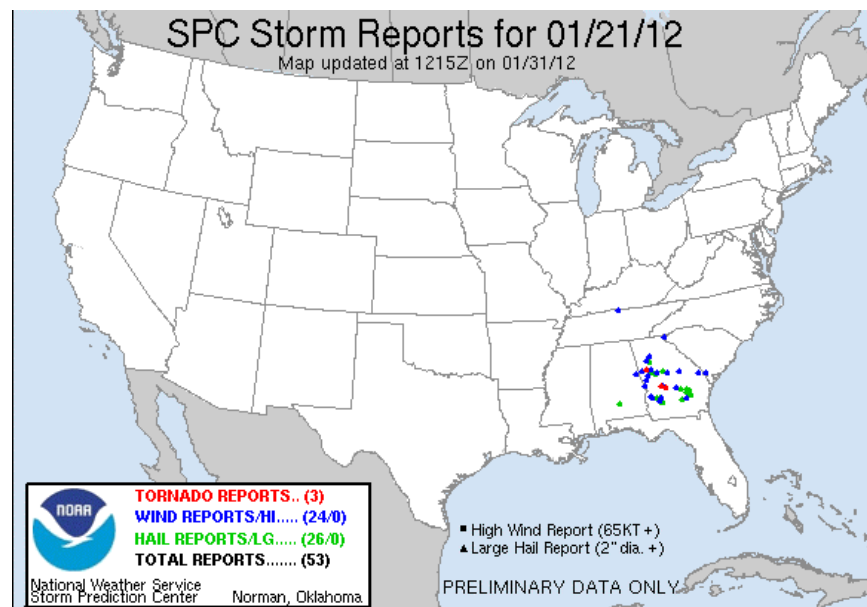 SPC Storm Reports for 01/21/12
Map updated at 1215Z on 01/31/12
NOAA
TORNADO REPORTS.. (3)
WIND REPORTS/HI..... (24/0)
HAIL REPORTS/LG..... (26/0)
TOTAL REPORTS....... (53)
National Weather Service
Storm Prediction Center Norman, Oklahoma
■ High Wind Report (65KT +)
▲ Large Hail Report (2" dia. +)
PRELIMINARY DATA ONLY